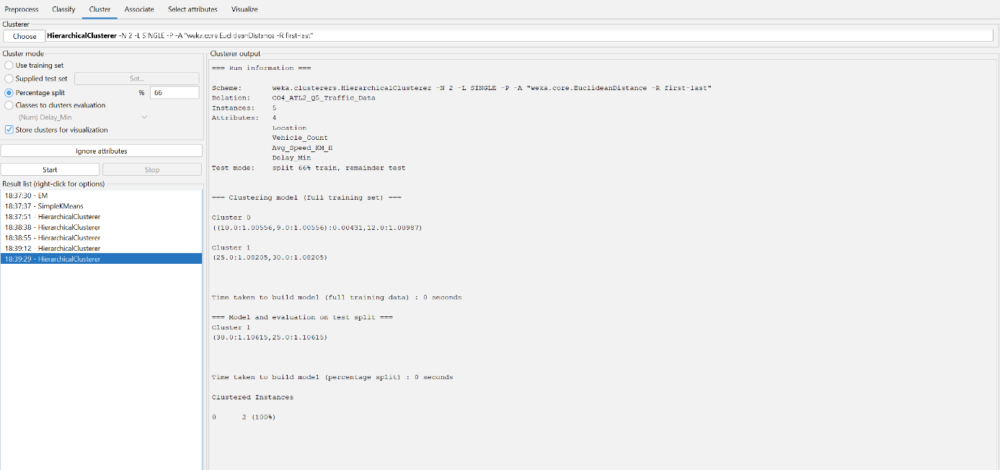 Preprocess Classify Cluster Associate Select attributes Visualize
Clusterer
Choose HierarchicalClusterer -N 2 -L SINGLE -P -A "weka.core.EuclideanDistance -R first-last"
Cluster mode
Use training set
Supplied test set Set...
Percentage split % 66
Classes to clusters evaluation
(Num) Delay_Min
Store clusters for visualization
Ignore attributes
Start Stop
Result list (right-click for options)
18:37:30 - EM
18:37:37 - SimpleKMeans
18:37:51 - HierarchicalClusterer
18:38:38 - HierarchicalClusterer
18:38:55 - HierarchicalClusterer
18:39:12 - HierarchicalClusterer
18:39:29 - HierarchicalClusterer
Clusterer output
=== Run information ===
Scheme: weka.clusterers.HierarchicalClusterer -N 2 -L SINGLE -P -A "weka.core.EuclideanDistance -R first-last"
Relation: CO4_ATL2_Q5_Traffic_Data
Instances: 5
Attributes: 4
Location
Vehicle_Count
Avg_Speed_KM_H
Delay_Min
Test mode: split 66% train, remainder test
=== Clustering model (full training set) ===
Cluster 0
((10.0:1.00556,9.0:1.00556):0.00431,12.0:1.00987)
Cluster 1
(25.0:1.08205,30.0:1.08205)
Time taken to build model (full training data) : 0 seconds
=== Model and evaluation on test split ===
Cluster 1
(30.0:1.10615,25.0:1.10615)
Time taken to build model (percentage split) : 0 seconds
Clustered Instances
0 2 (100%)